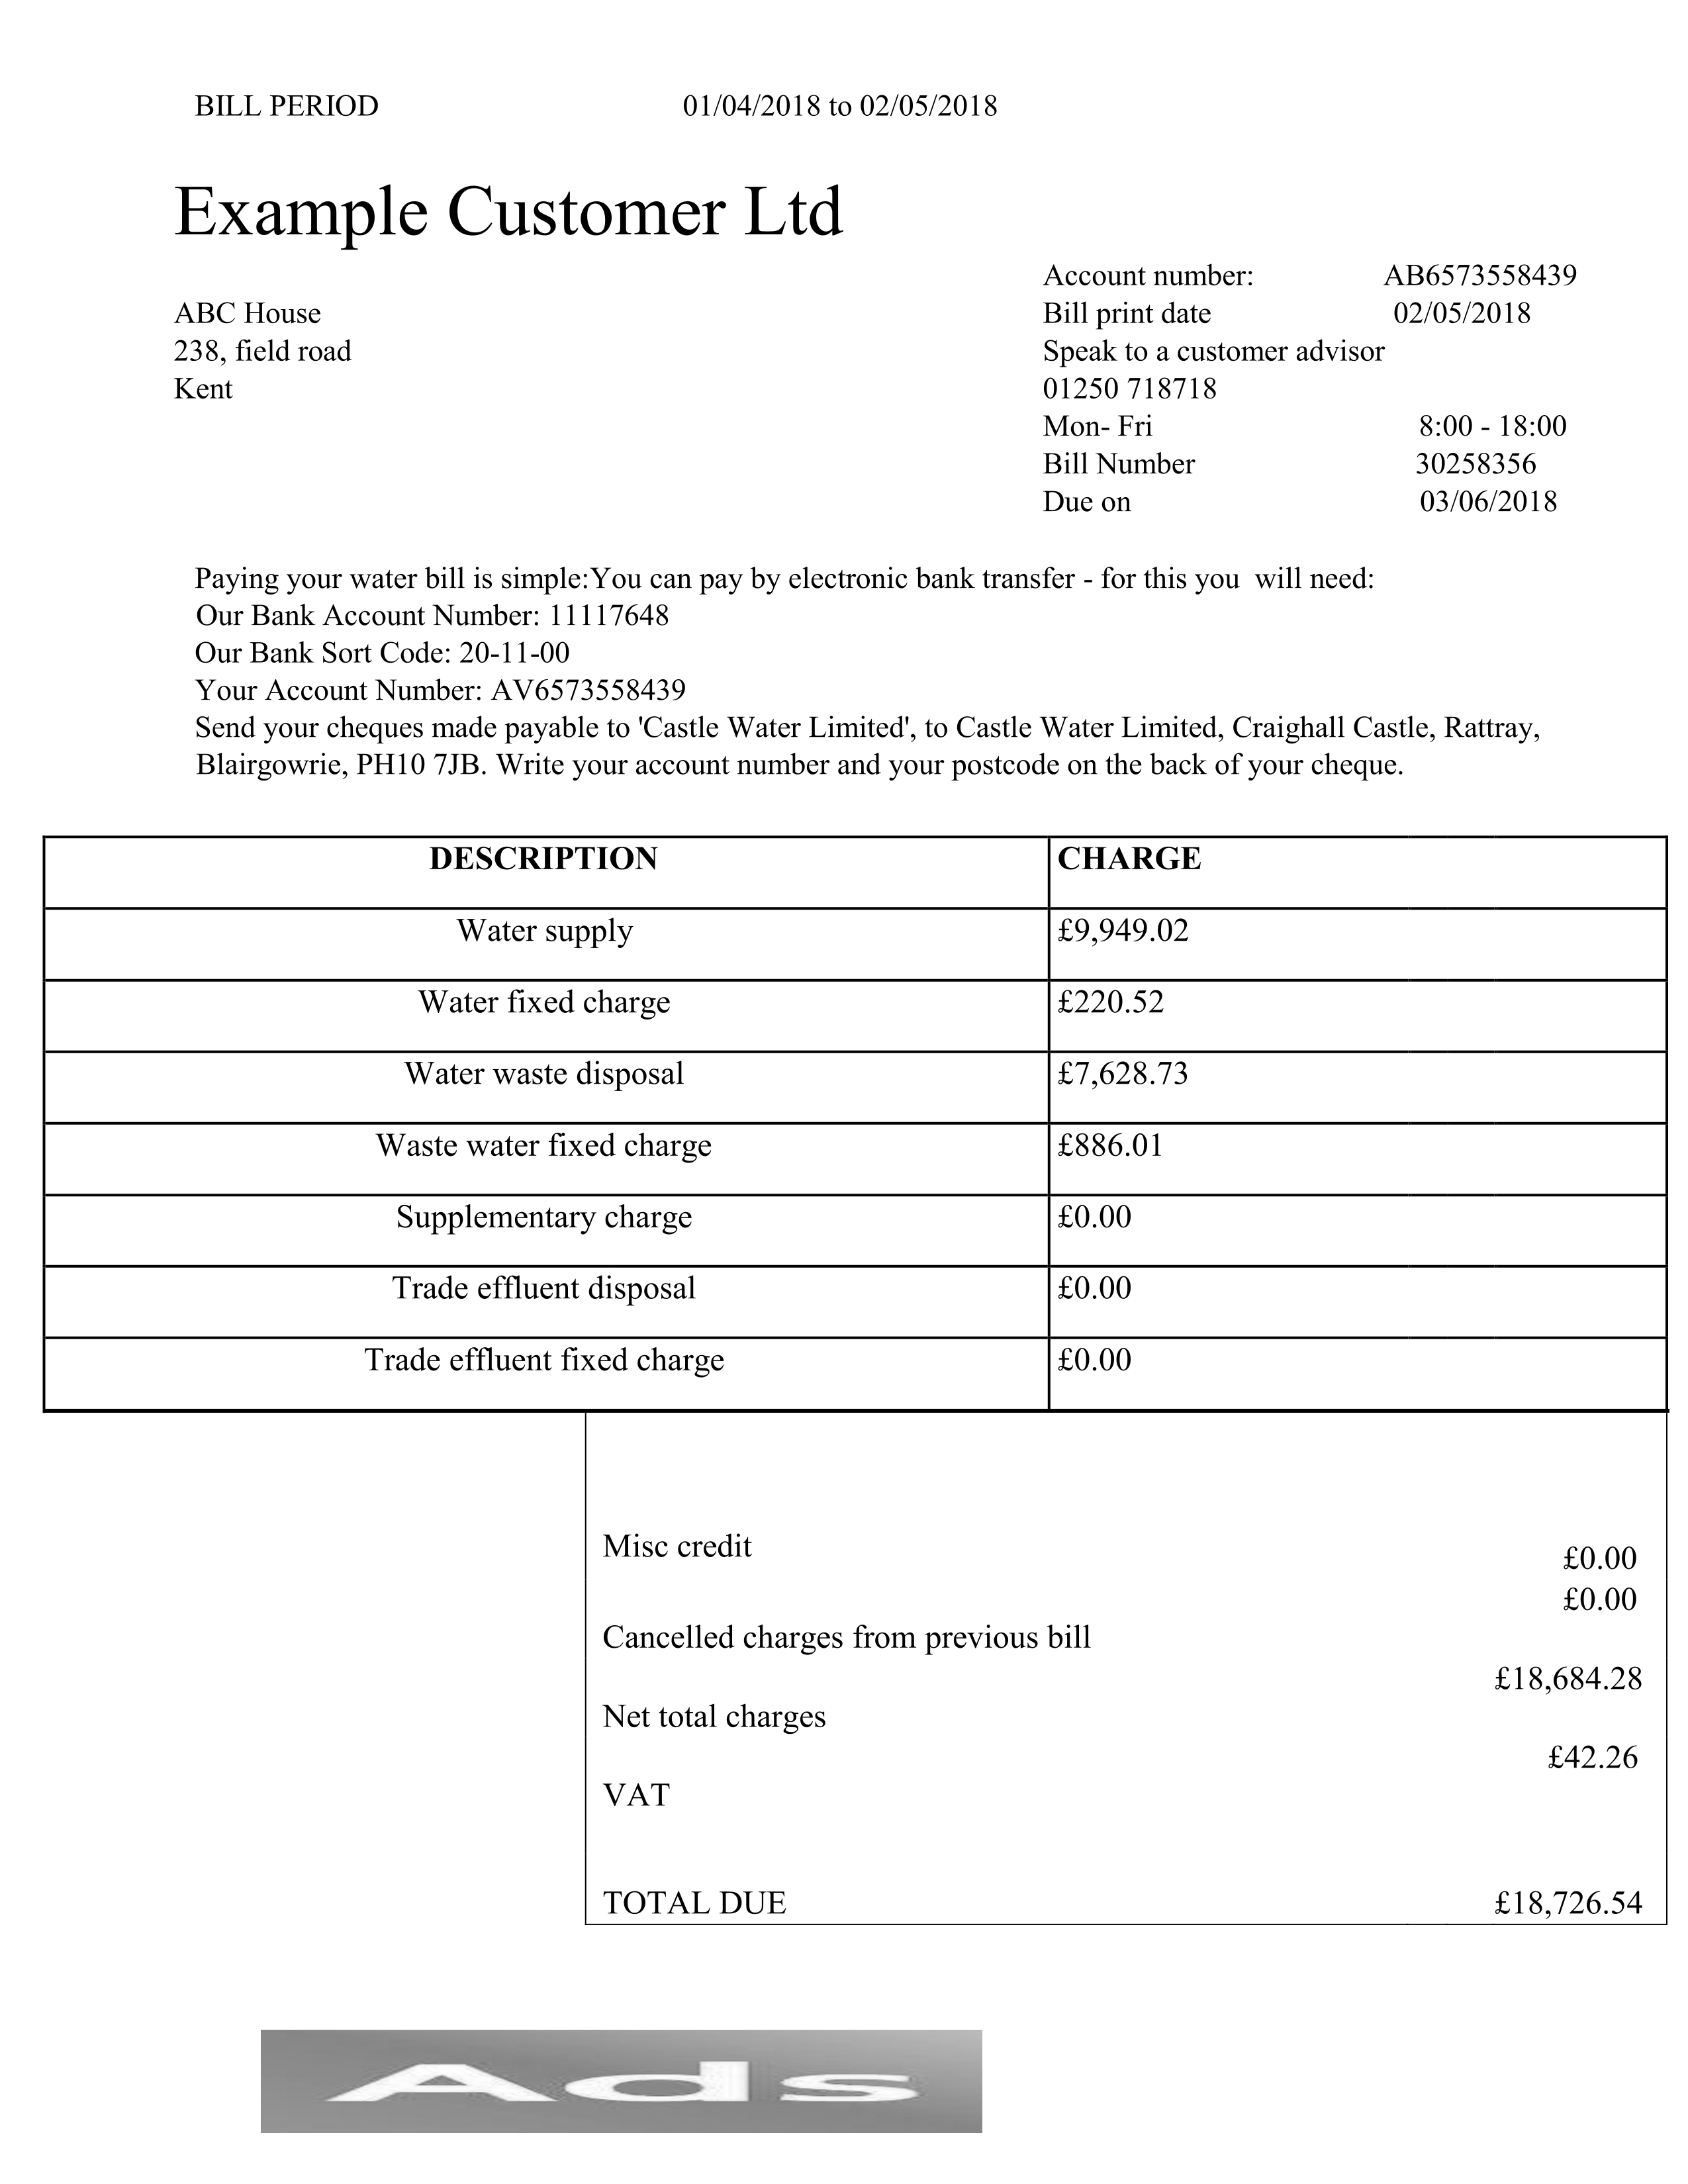 BILL PERIOD 01/04/2018 to 02/05/2018
Example Customer Ltd
ABC House
238, field road
Kent
Account number: AB6573558439
Bill print date 02/05/2018
Speak to a customer advisor
01250 718718
Mon- Fri 8:00 - 18:00
Bill Number 30258356
Due on 03/06/2018
Paying your water bill is simple:You can pay by electronic bank transfer - for this you will need:
Our Bank Account Number: 11117648
Our Bank Sort Code: 20-11-00
Your Account Number: AV6573558439
Send your cheques made payable to 'Castle Water Limited', to Castle Water Limited, Craighall Castle, Rattray,
Blairgowrie, PH10 7JB. Write your account number and your postcode on the back of your cheque.
DESCRIPTION CHARGE
Water supply £9,949.02
Water fixed charge £220.52
Water waste disposal £7,628.73
Waste water fixed charge £886.01
Supplementary charge £0.00
Trade effluent disposal £0.00
Trade effluent fixed charge £0.00
Misc credit £0.00
£0.00
Cancelled charges from previous bill
£18,684.28
Net total charges
£42.26
VAT
TOTAL DUE £18,726.54
Ads